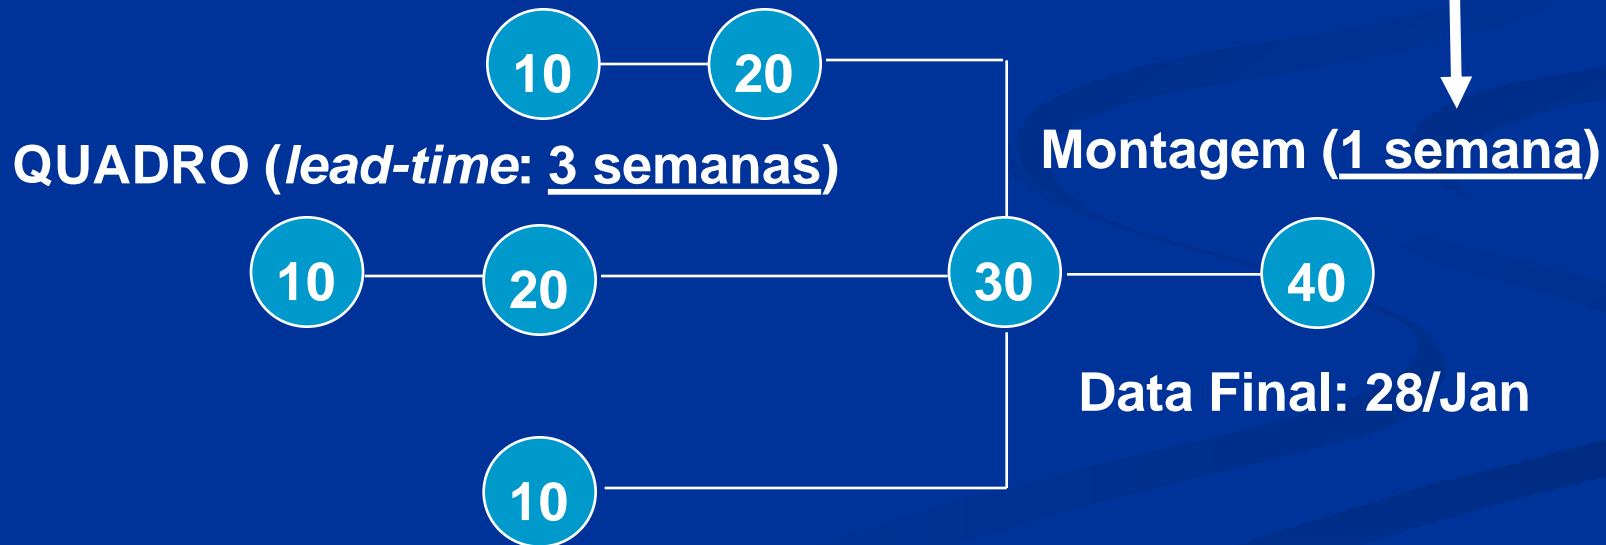 10 20
QUADRO (lead-time: 3 semanas)
Montagem (1 semana)
10 20 30 40
Data Final: 28/Jan
10